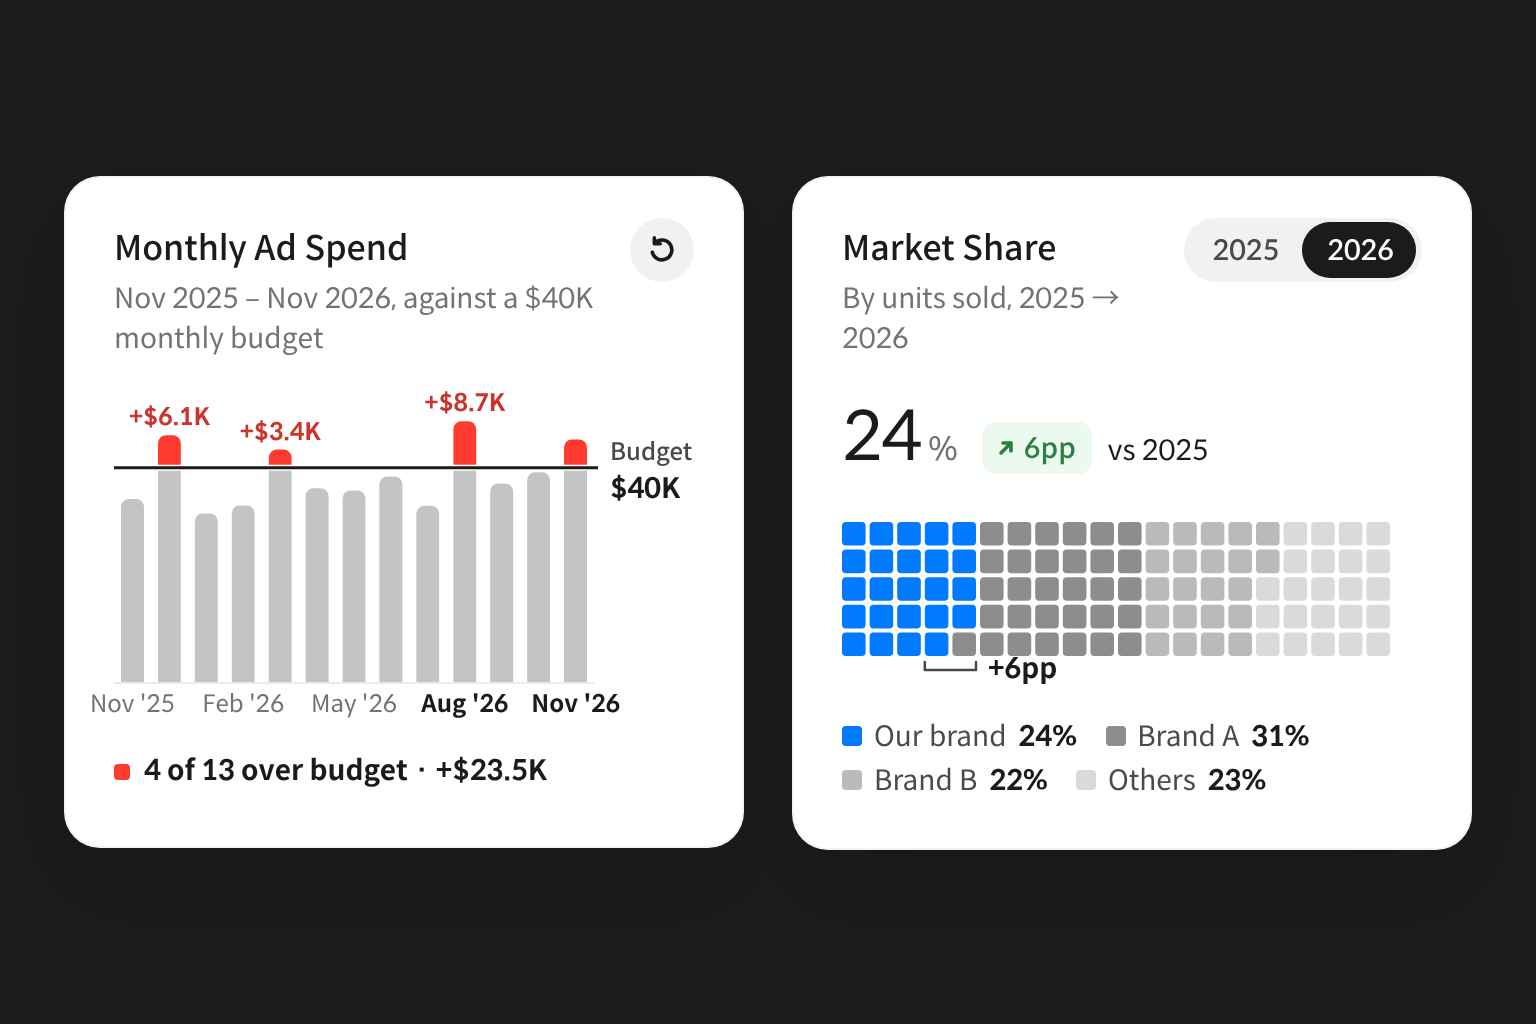 Monthly Ad Spend
Nov 2025 – Nov 2026, against a $40K
monthly budget
+$6.1K
+$3.4K
+$8.7K
Budget
$40K
Nov '25
Feb '26
May '26
Aug '26
Nov '26
4 of 13 over budget · +$23.5K
Market Share
2025
2026
By units sold, 2025 →
2026
24 %
6pp
vs 2025
+6pp
Our brand 24%
Brand A 31%
Brand B 22%
Others 23%